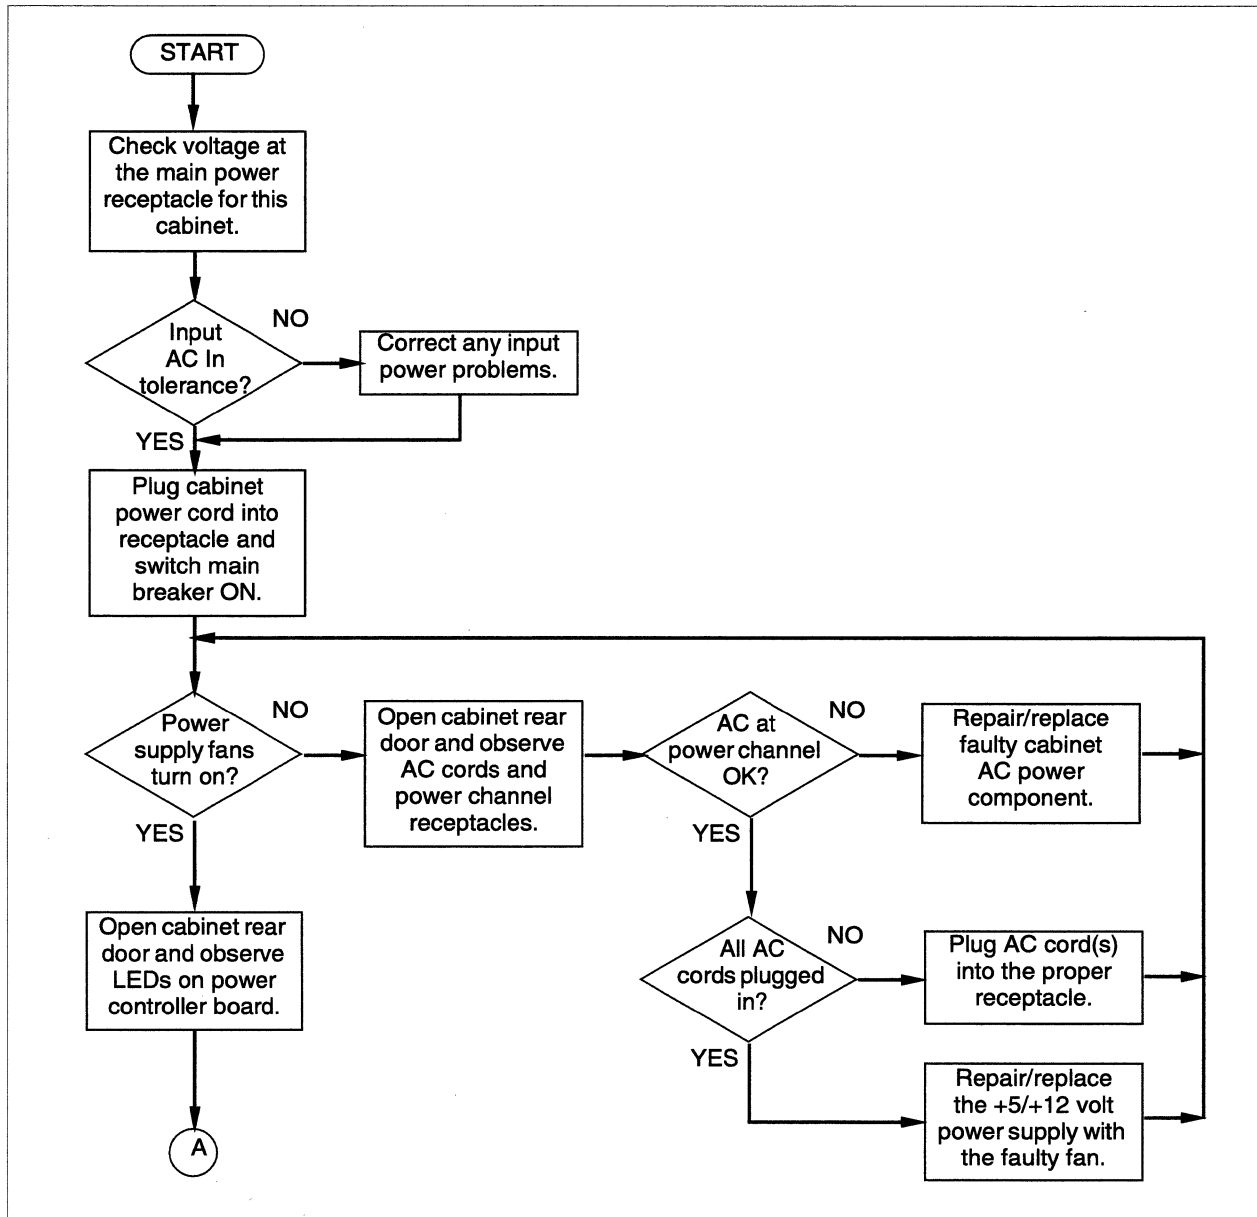 START
Check voltage at
the main power
receptacle for this
cabinet.
Input
AC In
tolerance?
NO
Correct any input
power problems.
YES
Plug cabinet
power cord into
receptacle and
switch main
breaker ON.
Power
supply fans
turn on?
NO
Open cabinet rear
door and observe
AC cords and
power channel
receptacles.
AC at
power channel
OK?
NO
Repair/replace
faulty cabinet
AC power
component.
YES
YES
Open cabinet rear
door and observe
LEDs on power
controller board.
All AC
cords plugged
in?
NO
Plug AC cord(s)
into the proper
receptacle.
YES
Repair/replace
the +5/+12 volt
power supply with
the faulty fan.
A